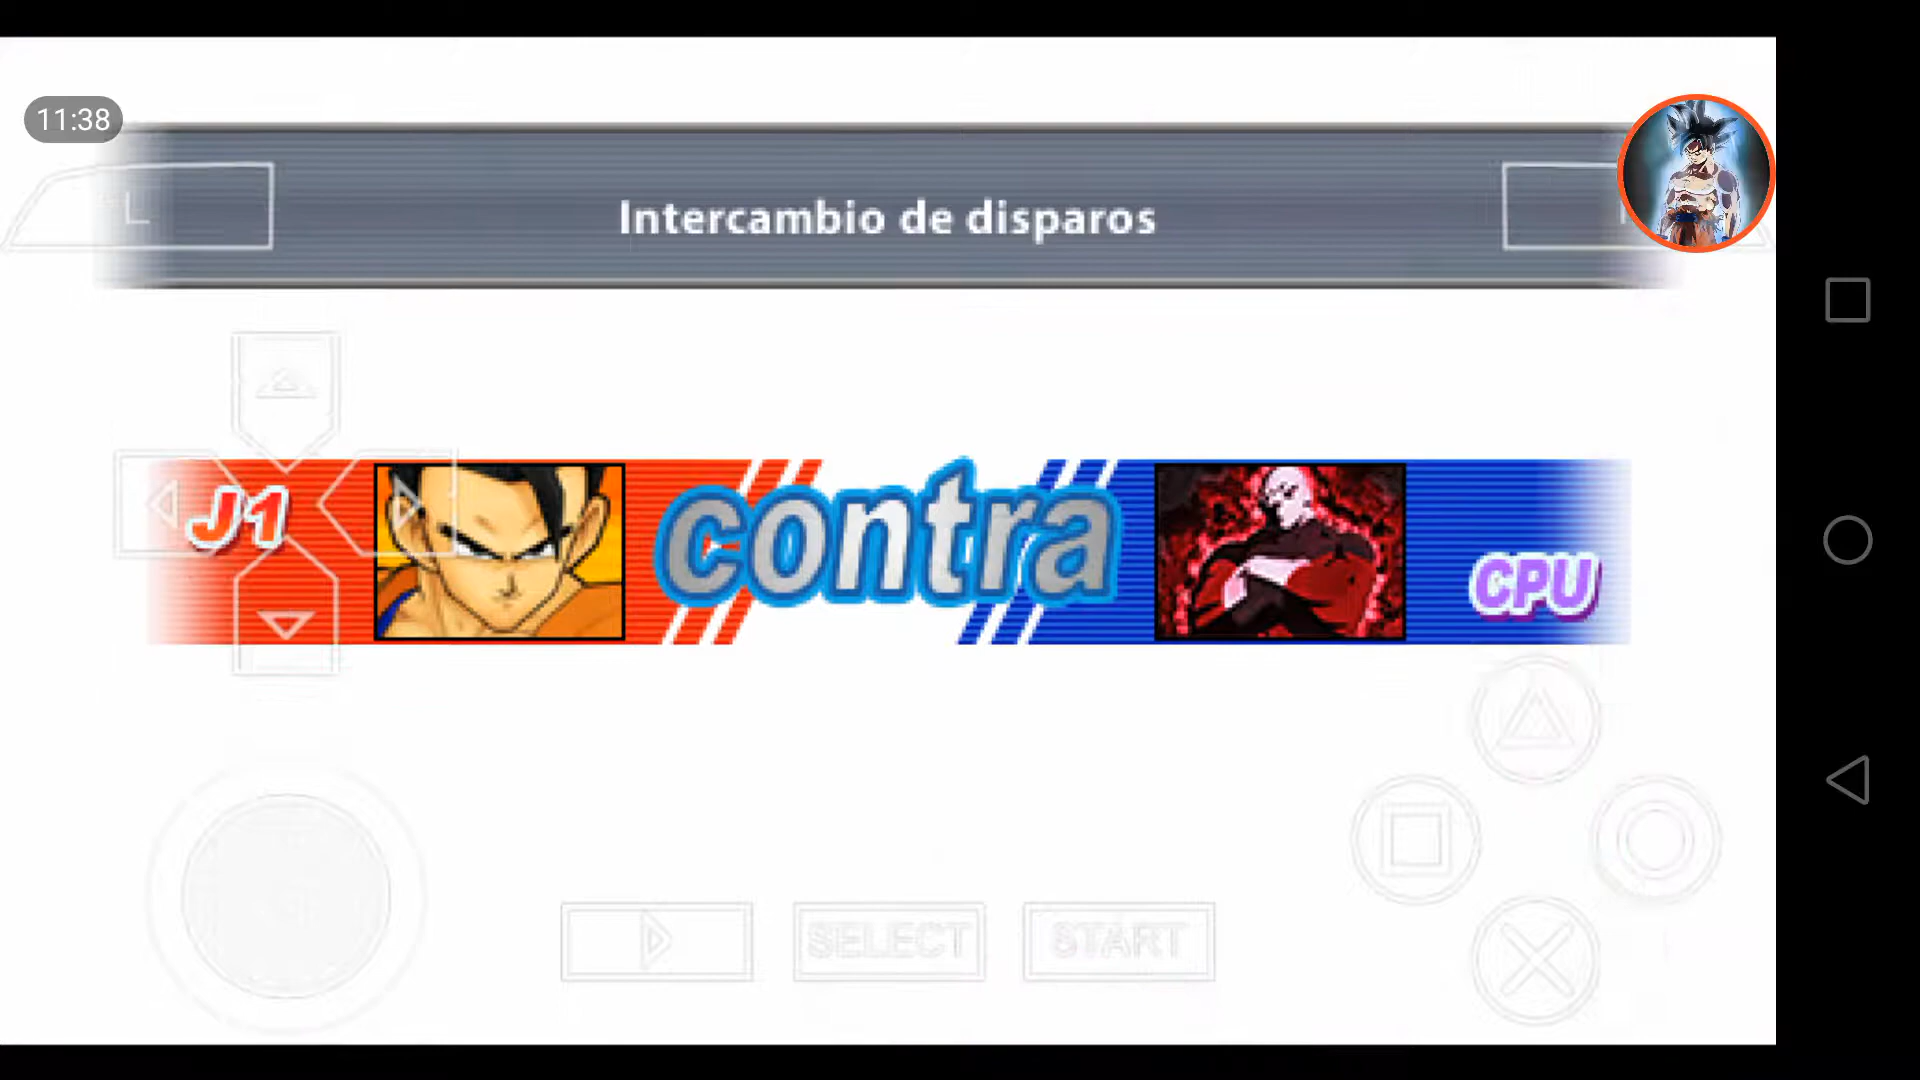 11:38
L
Intercambio de disparos
J1
contra
CPU
SELECT
START